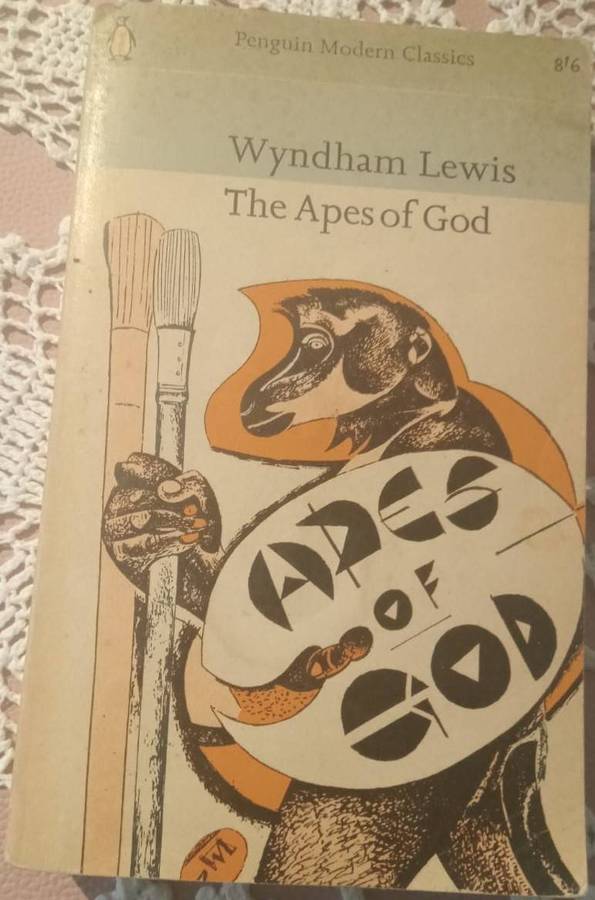 Penguin Modern Classics
8'6
Wyndham Lewis
The Apes of God
APES
OF
GOD